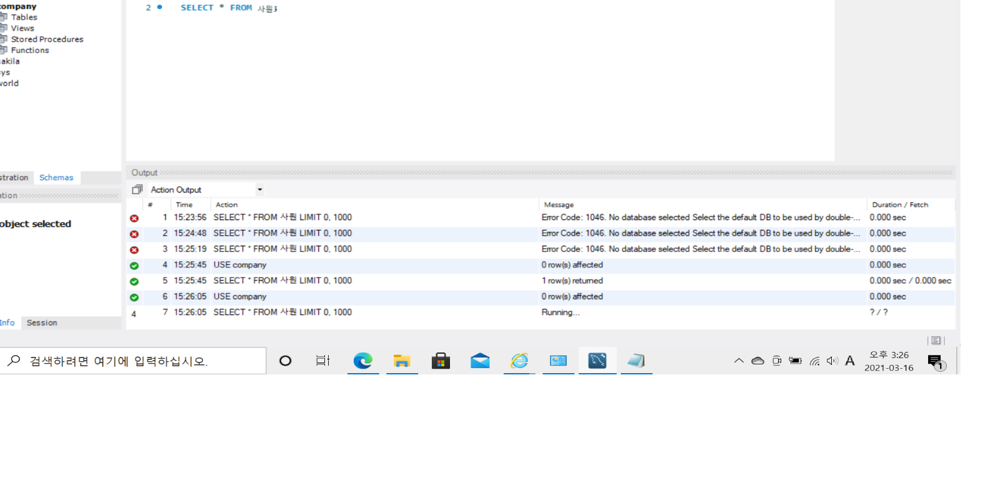 company
Tables
Views
Stored Procedures
Functions
akila
ys
world
2 SELECT * FROM 사원;
stration Schemas
ation
object selected
Info Session
Output
Action Output
# Time Action Message Duration / Fetch
1 15:23:56 SELECT * FROM 사원 LIMIT 0, 1000 Error Code: 1046. No database selected Select the default DB to be used by double-... 0.000 sec
2 15:24:48 SELECT * FROM 사원 LIMIT 0, 1000 Error Code: 1046. No database selected Select the default DB to be used by double-... 0.000 sec
3 15:25:19 SELECT * FROM 사원 LIMIT 0, 1000 Error Code: 1046. No database selected Select the default DB to be used by double-... 0.000 sec
4 15:25:45 USE company 0 row(s) affected 0.000 sec
5 15:25:45 SELECT * FROM 사원 LIMIT 0, 1000 1 row(s) returned 0.000 sec / 0.000 sec
6 15:26:05 USE company 0 row(s) affected 0.000 sec
4 7 15:26:05 SELECT * FROM 사원 LIMIT 0, 1000 Running... ? / ?
검색하려면 여기에 입력하십시오.
A
오후 3:26
2021-03-16
1